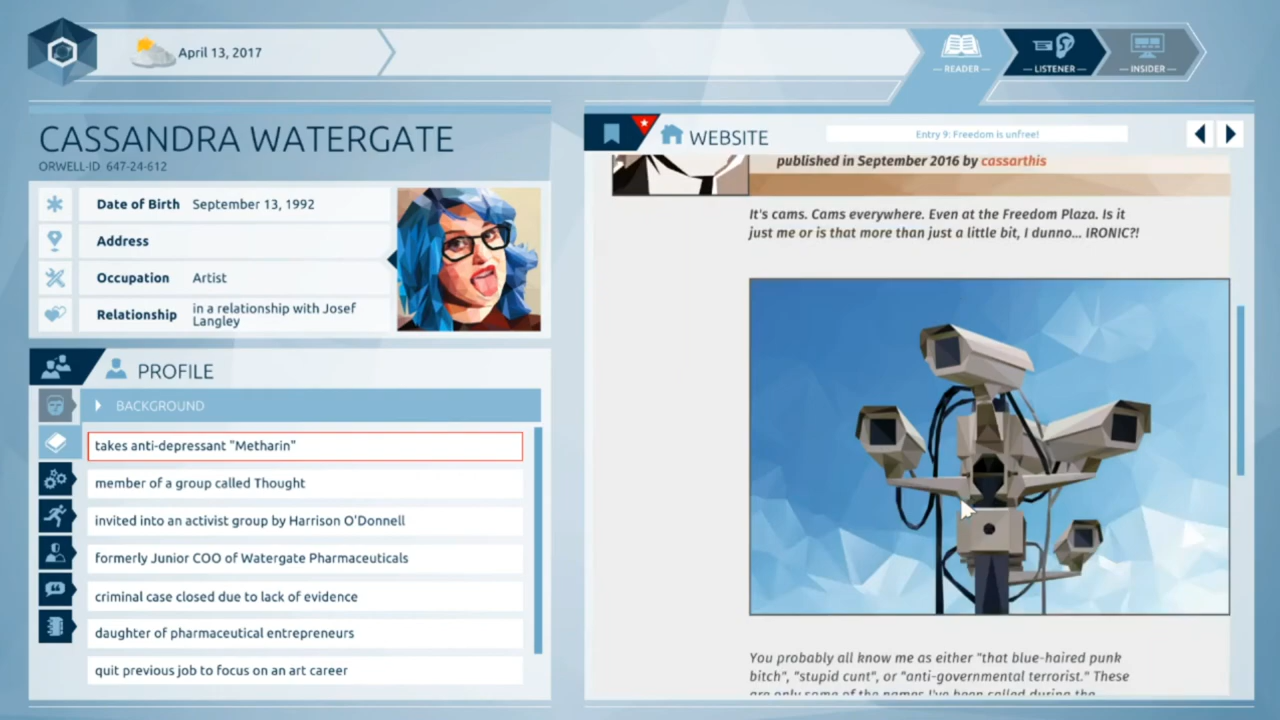 April 13, 2017
— READER —
— LISTENER —
— INSIDER —
CASSANDRA WATERGATE
ORWELL-ID 647-24-612
Date of Birth September 13, 1992
Address
Occupation Artist
Relationship in a relationship with Josef
Langley
PROFILE
BACKGROUND
takes anti-depressant "Metharin"
member of a group called Thought
invited into an activist group by Harrison O'Donnell
formerly Junior COO of Watergate Pharmaceuticals
criminal case closed due to lack of evidence
daughter of pharmaceutical entrepreneurs
quit previous job to focus on an art career
WEBSITE
Entry 9: Freedom is unfree!
published in September 2016 by cassarthis
It's cams. Cams everywhere. Even at the Freedom Plaza. Is it
just me or is that more than just a little bit, I dunno... IRONIC?!
You probably all know me as either "that blue-haired punk
bitch", "stupid cunt", or "anti-governmental terrorist." These
are only some of the names I've been called during the